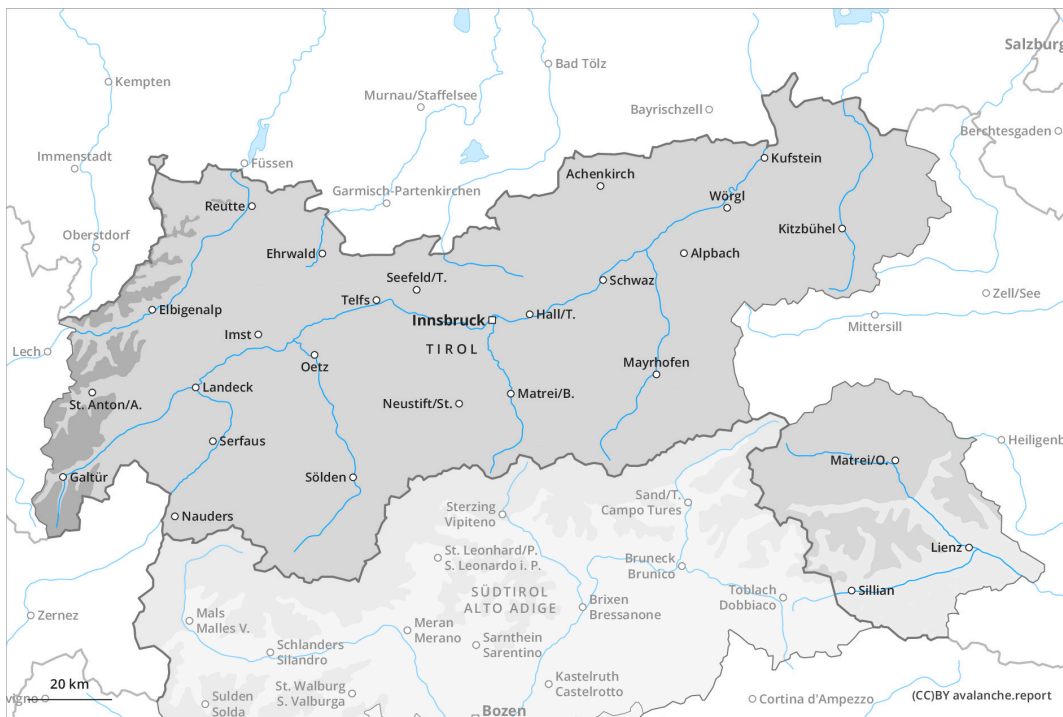 Salzburg
Bad Tölz
Kempten
Murnau/Staffelsee
Bayrischzell
Berchtesgaden
Immenstadt
Füssen
Kufstein
Achenkirch
Garmisch-Partenkirchen
Reutte
Wörgl
Oberstdorf
Kitzbühel
Ehrwald
Alpbach
Seefeld/T.
Schwaz
Zell/See
Telfs
Elbigenalp
Innsbruck
Hall/T.
Mittersill
Imst
TIROL
Lech
Oetz
Mayrhofen
Landeck
St. Anton/A.
Neustift/St.
Matrei/B.
Serfaus
Heiligenb
Matrei/O.
Galtür
Sölden
Sand/T.
Campo Tures
Sterzing
Vipiteno
Nauders
Lienz
St. Leonhard/P.
S. Leonardo i. P.
Bruneck
Brunico
SÜDTIROL
ALTO ADIGE
Toblach
Dobbiaco
Sillian
Brixen
Bressanone
Zernez
Mals
Malles V.
Meran
Merano
Sarnthein
Sarentino
Schlanders
Silandro
Kastelruth
Castelrotto
20 km
St. Walburg
S. Valburga
vigno
Sulden
Solda
Cortina d'Ampezzo
(CC)BY avalanche.report
Bozen